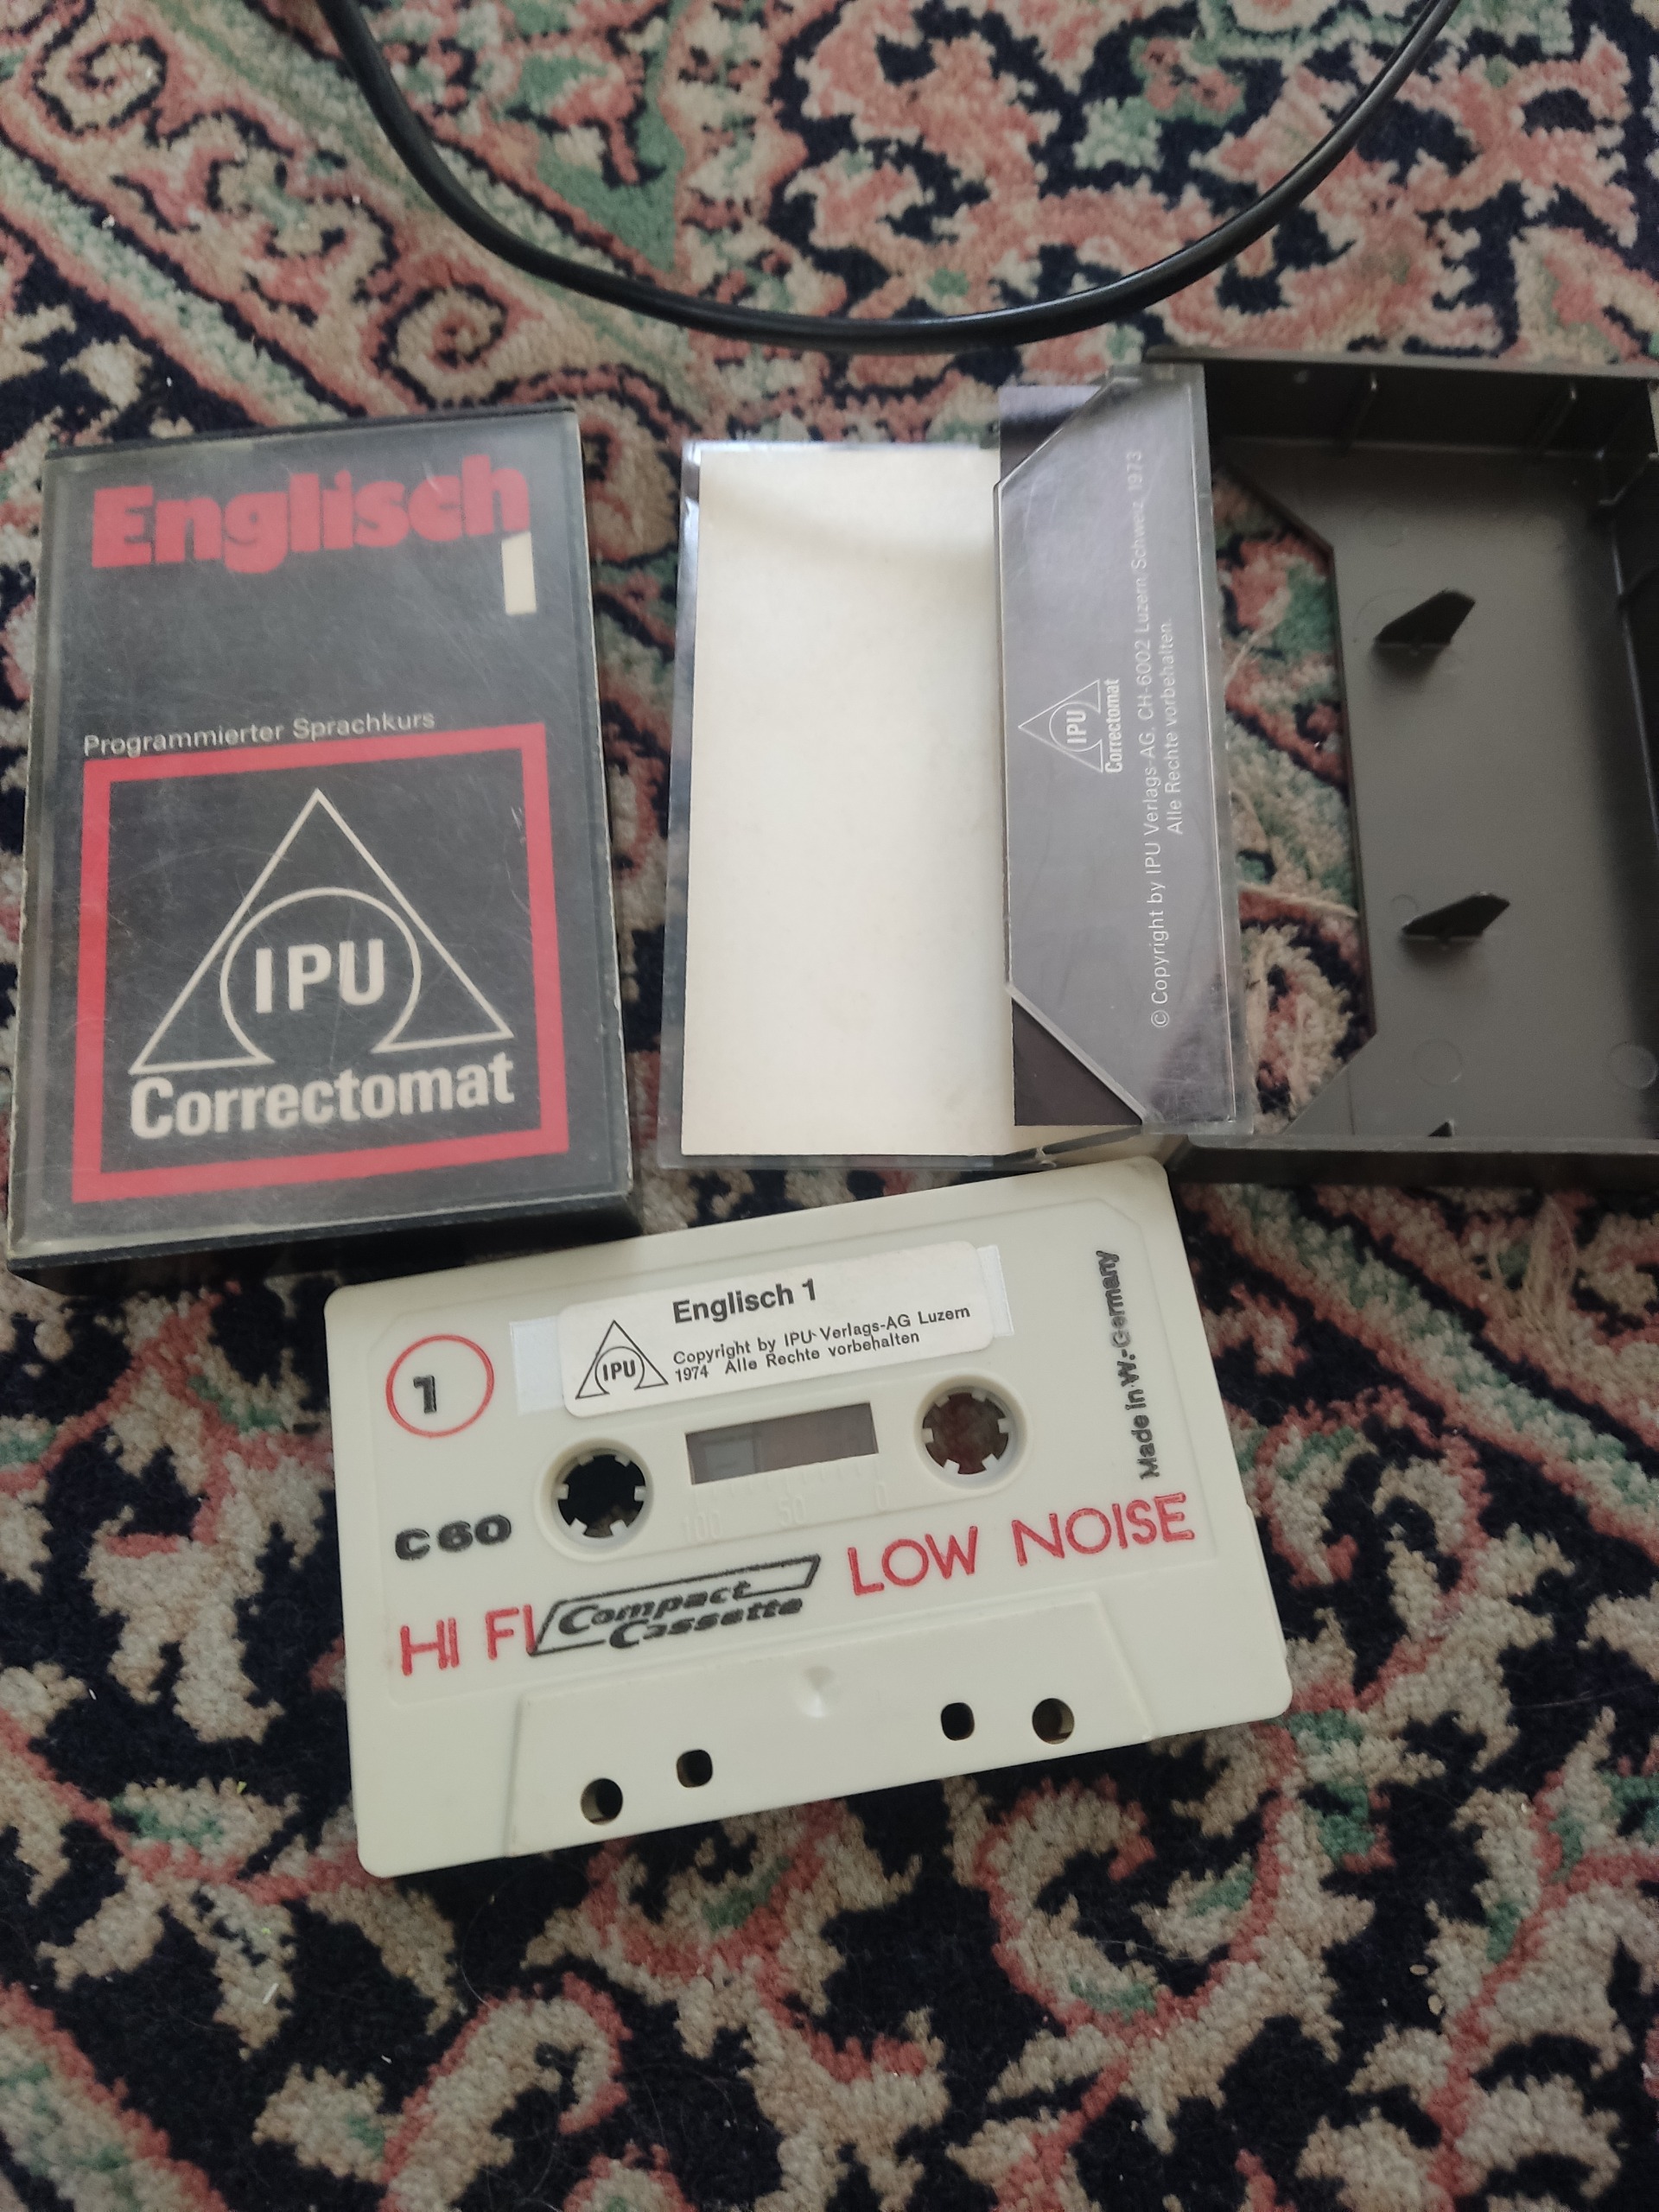 Englisch
1
Programmierter Sprachkurs
IPU
Correctomat
IPU
Correctomat
© Copyright by IPU Verlags-AG, CH-6002 Luzern/Schweiz 1973
Alle Rechte vorbehalten.
1
Englisch 1
IPU
Copyright by IPU-Verlags-AG Luzern
1974 Alle Rechte vorbehalten
Made in W.-Germany
100 50 0
C 60
HI FI Compact Cassette LOW NOISE